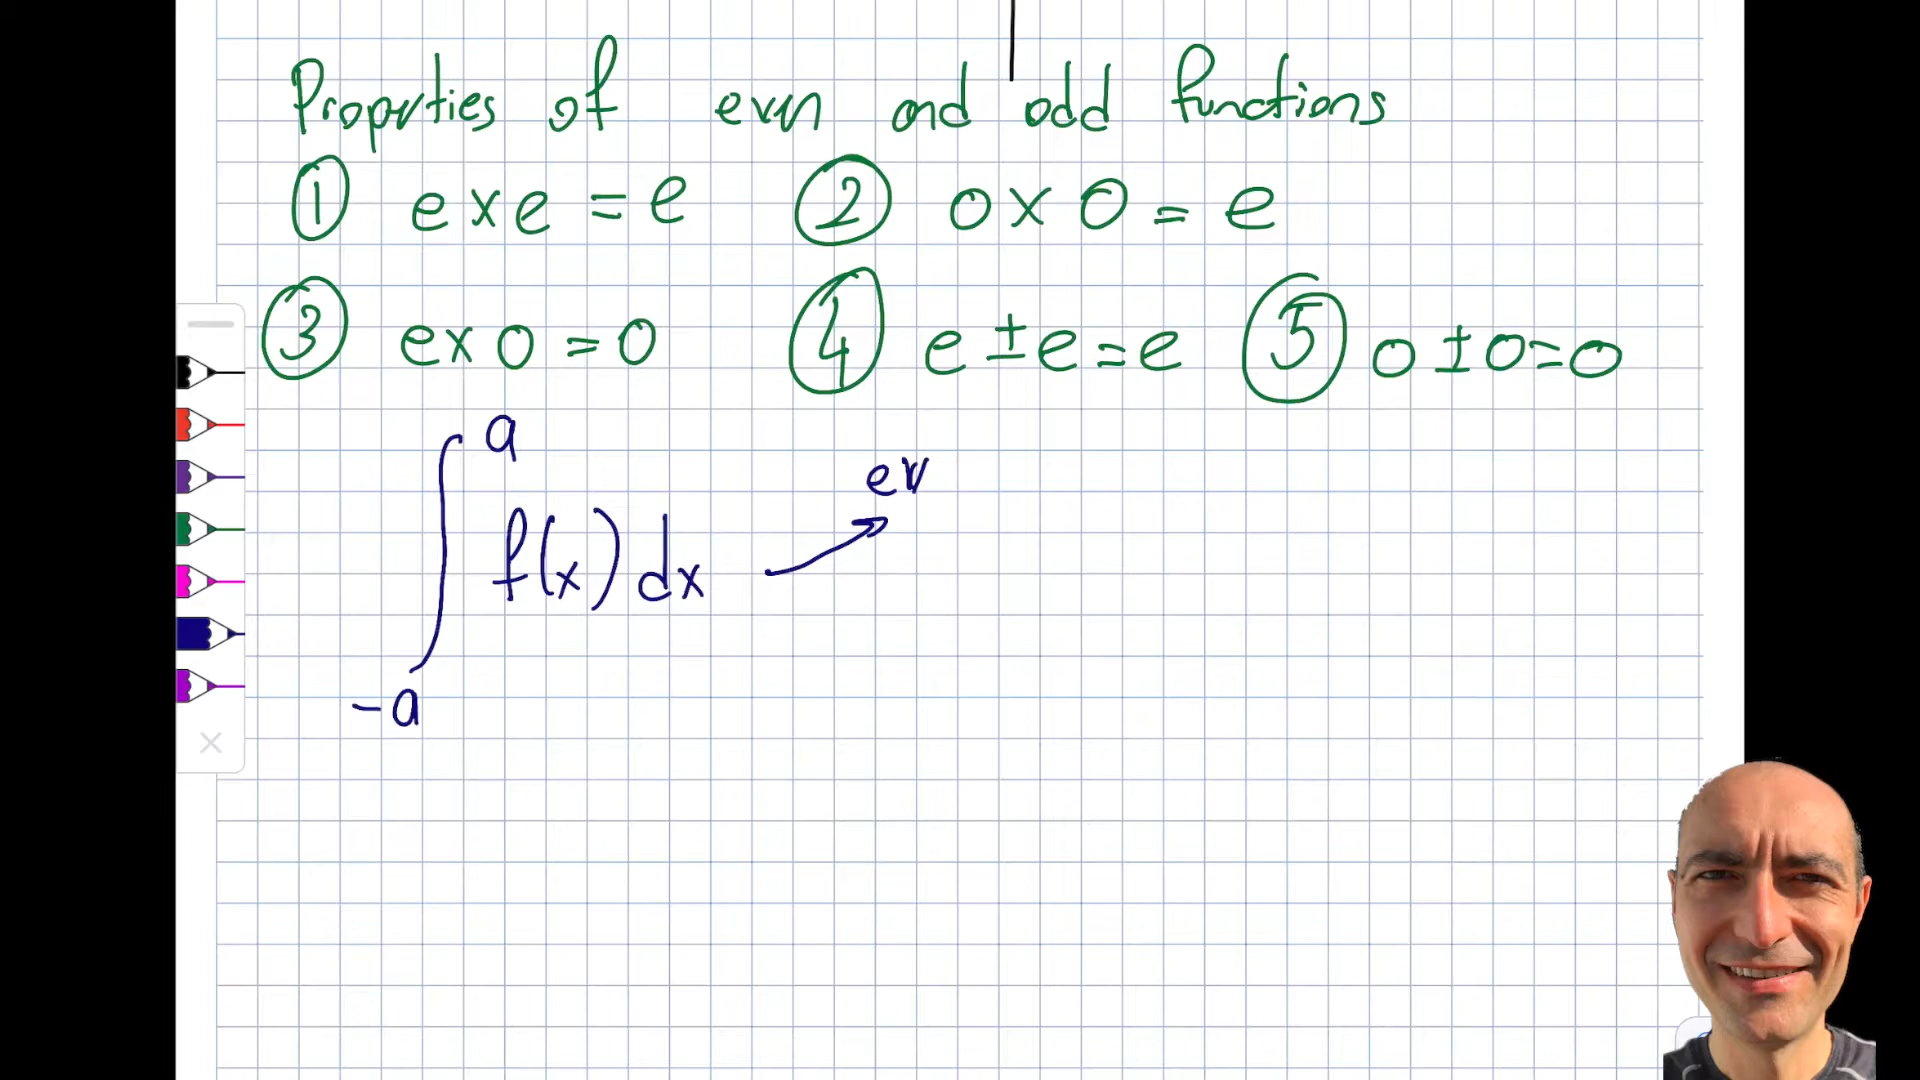 Properties of even and odd functions
① e x e = e ② o x o = e
③ e x o = o ④ e ± e = e ⑤ o ± o = o
a
ev
f(x) dx
-a